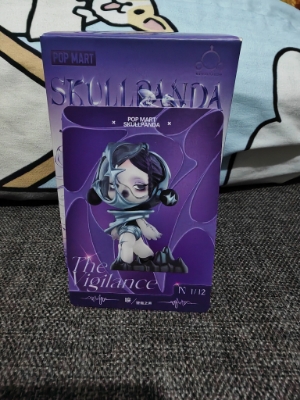 POP MART
SKULLPANDA
POP MART
SKULLPANDA
The
Vigilance
1/12